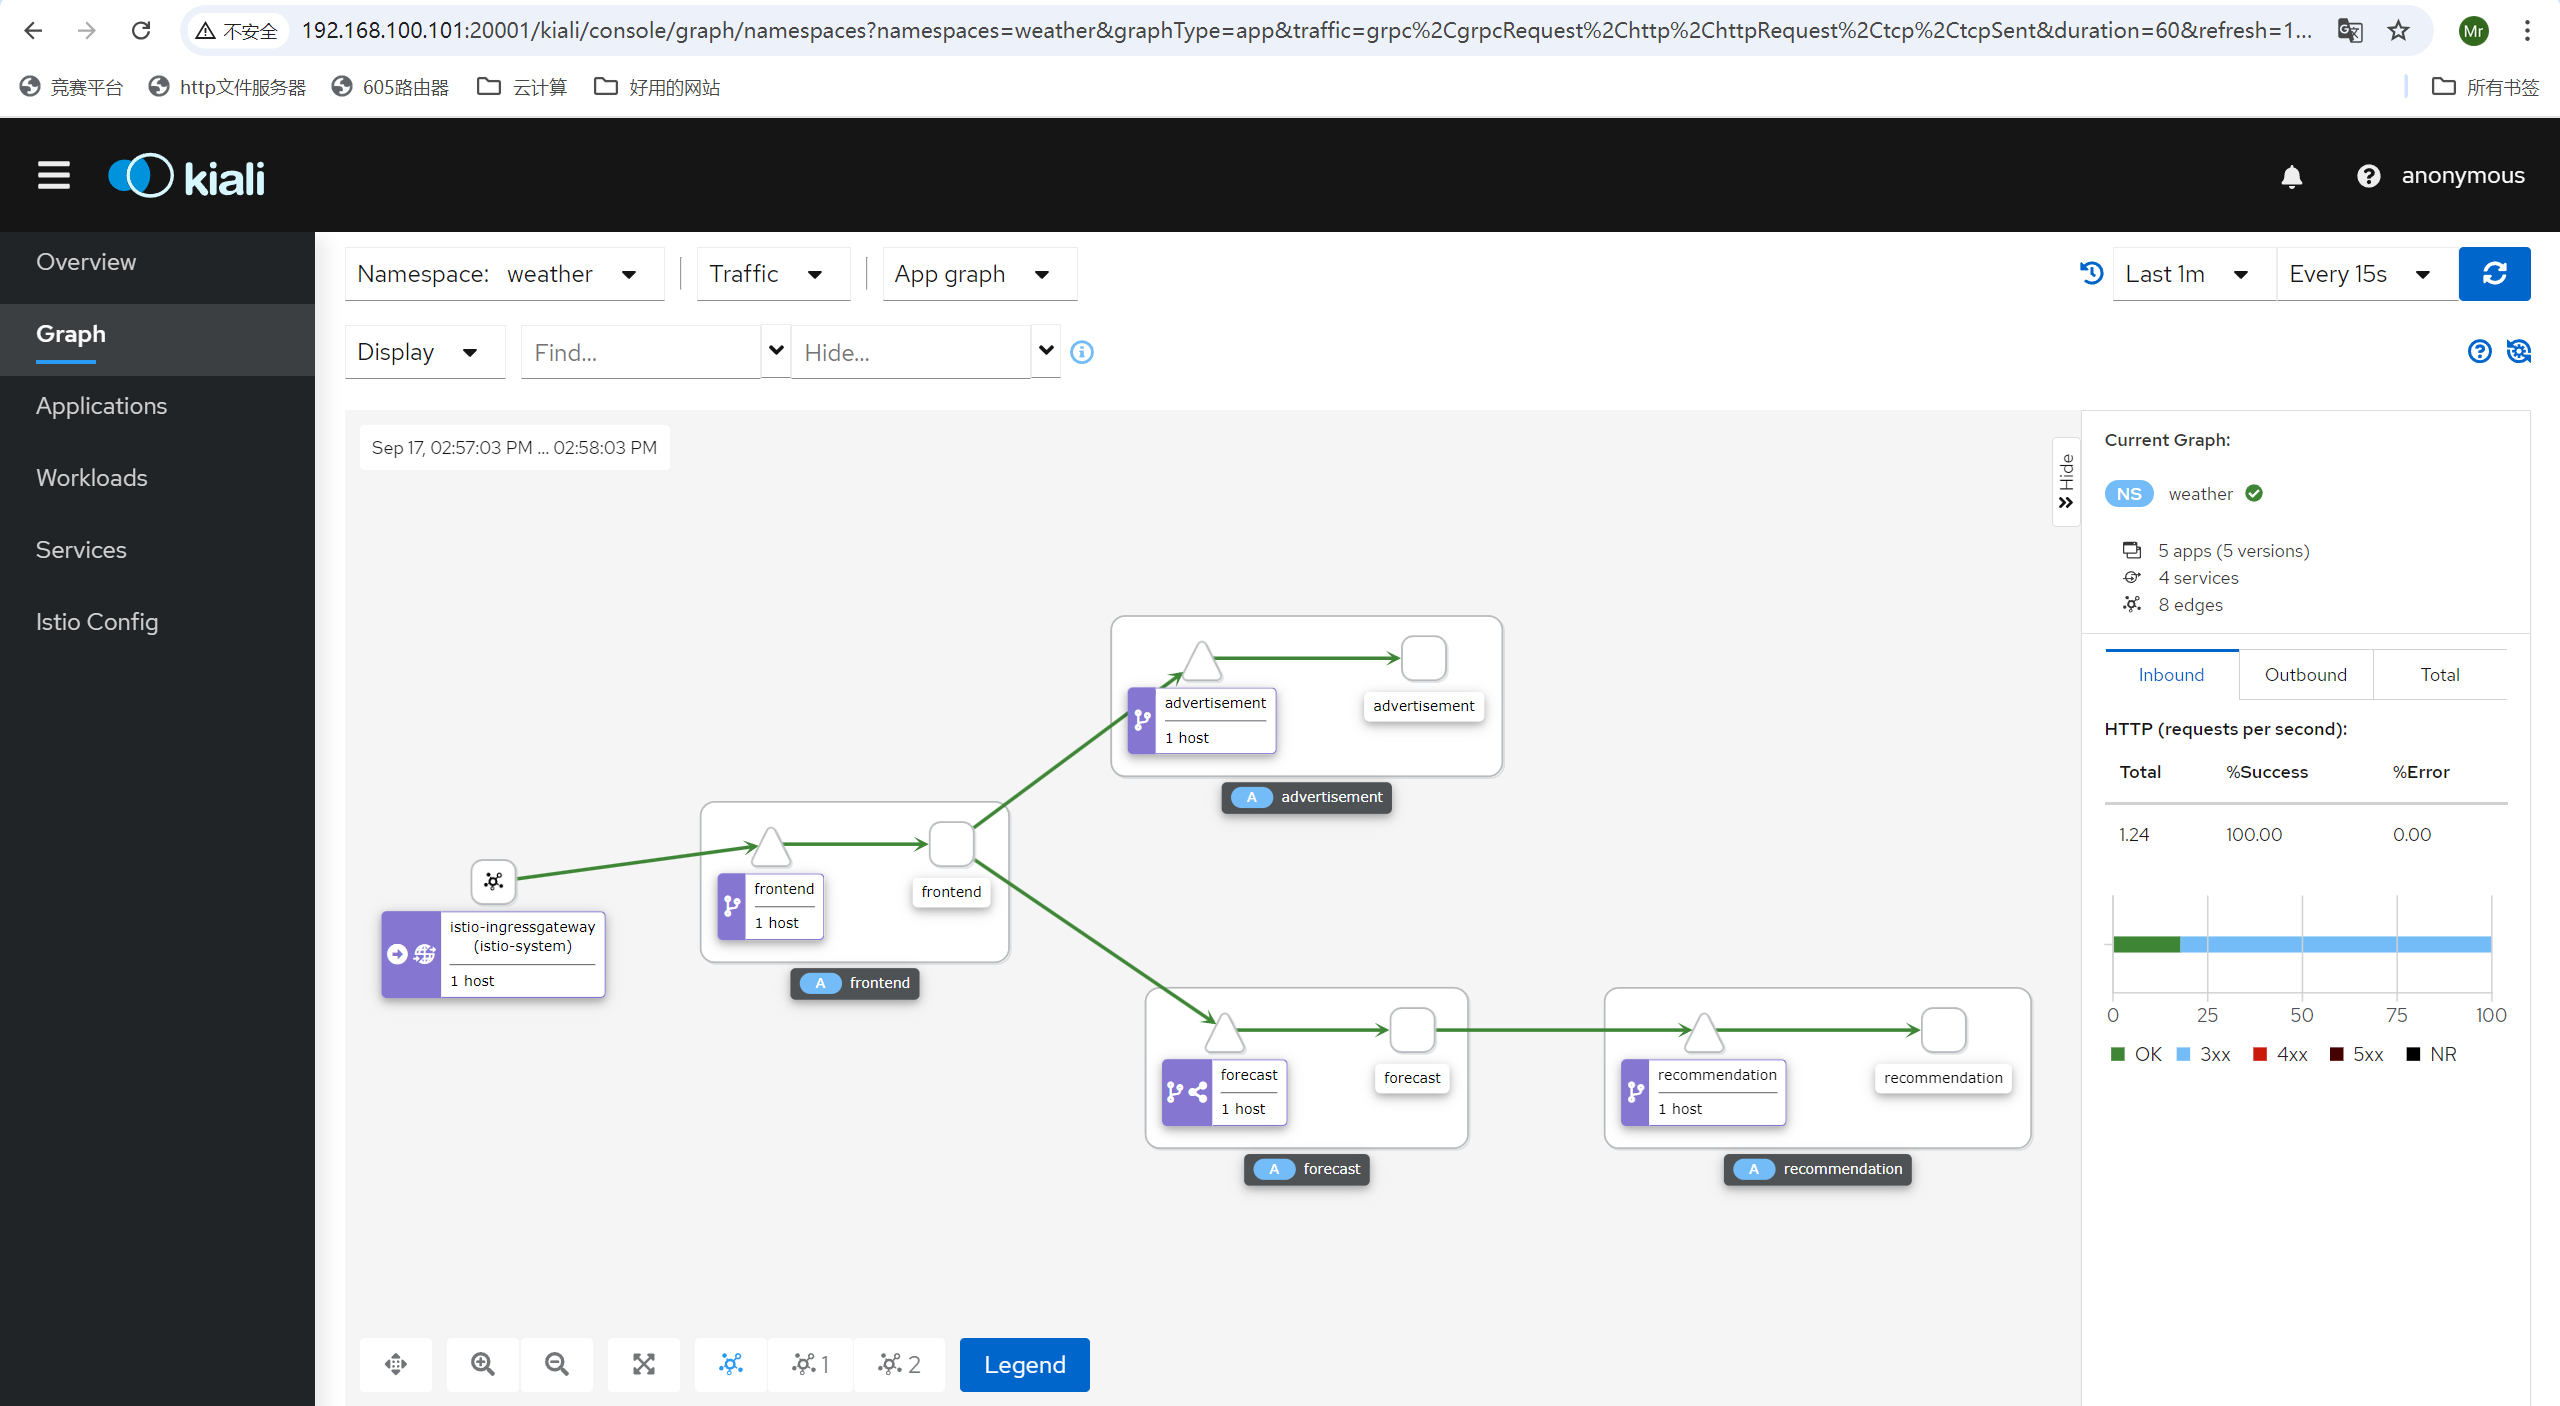 不安全
192.168.100.101:20001/kiali/console/graph/namespaces?namespaces=weather&graphType=app&traffic=grpc%2CgrpcRequest%2Chttp%2ChttpRequest%2Ctcp%2CtcpSent&duration=60&refresh=1...
Mr
竞赛平台
http文件服务器
605路由器
云计算
好用的网站
所有书签
kiali
anonymous
Overview
Graph
Applications
Workloads
Services
Istio Config
Namespace: weather
Traffic
App graph
Last 1m
Every 15s
Display
Find...
Hide...
Sep 17, 02:57:03 PM ... 02:58:03 PM
Hide
advertisement
1 host
advertisement
A advertisement
frontend
1 host
frontend
A frontend
istio-ingressgateway
(istio-system)
1 host
forecast
1 host
forecast
A forecast
recommendation
1 host
recommendation
A recommendation
1
2
Legend
Current Graph:
NS weather
5 apps (5 versions)
4 services
8 edges
Inbound
Outbound
Total
HTTP (requests per second):
Total %Success %Error
1.24 100.00 0.00
0 25 50 75 100
OK 3xx 4xx 5xx NR